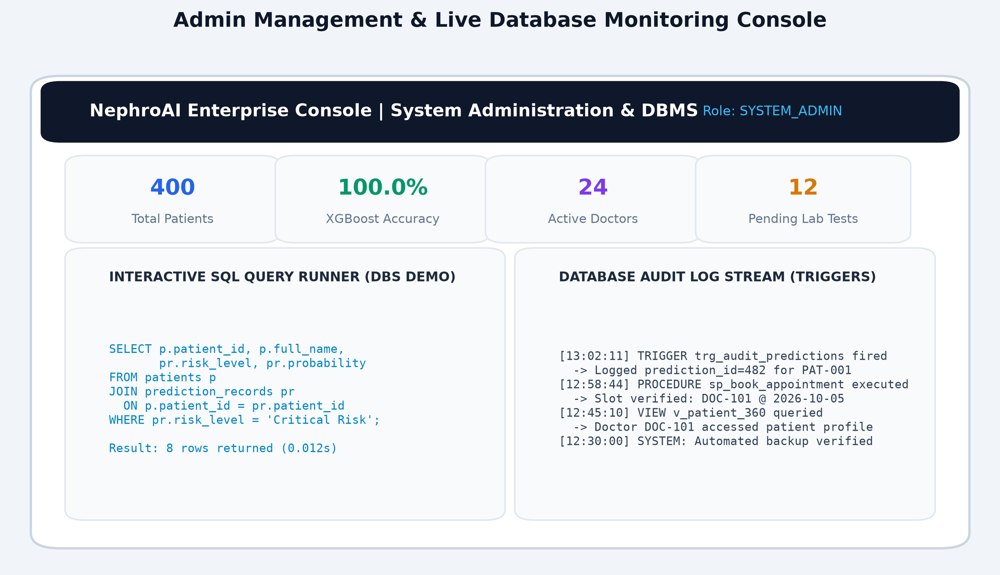 Admin Management & Live Database Monitoring Console
NephroAI Enterprise Console | System Administration & DBMS Role: SYSTEM_ADMIN
400
Total Patients
100.0%
XGBoost Accuracy
24
Active Doctors
12
Pending Lab Tests
INTERACTIVE SQL QUERY RUNNER (DBS DEMO)
SELECT p.patient_id, p.full_name,
       pr.risk_level, pr.probability
FROM patients p
JOIN prediction_records pr
  ON p.patient_id = pr.patient_id
WHERE pr.risk_level = 'Critical Risk';
Result: 8 rows returned (0.012s)
DATABASE AUDIT LOG STREAM (TRIGGERS)
[13:02:11] TRIGGER trg_audit_predictions fired
  -> Logged prediction_id=482 for PAT-001
[12:58:44] PROCEDURE sp_book_appointment executed
  -> Slot verified: DOC-101 @ 2026-10-05
[12:45:10] VIEW v_patient_360 queried
  -> Doctor DOC-101 accessed patient profile
[12:30:00] SYSTEM: Automated backup verified